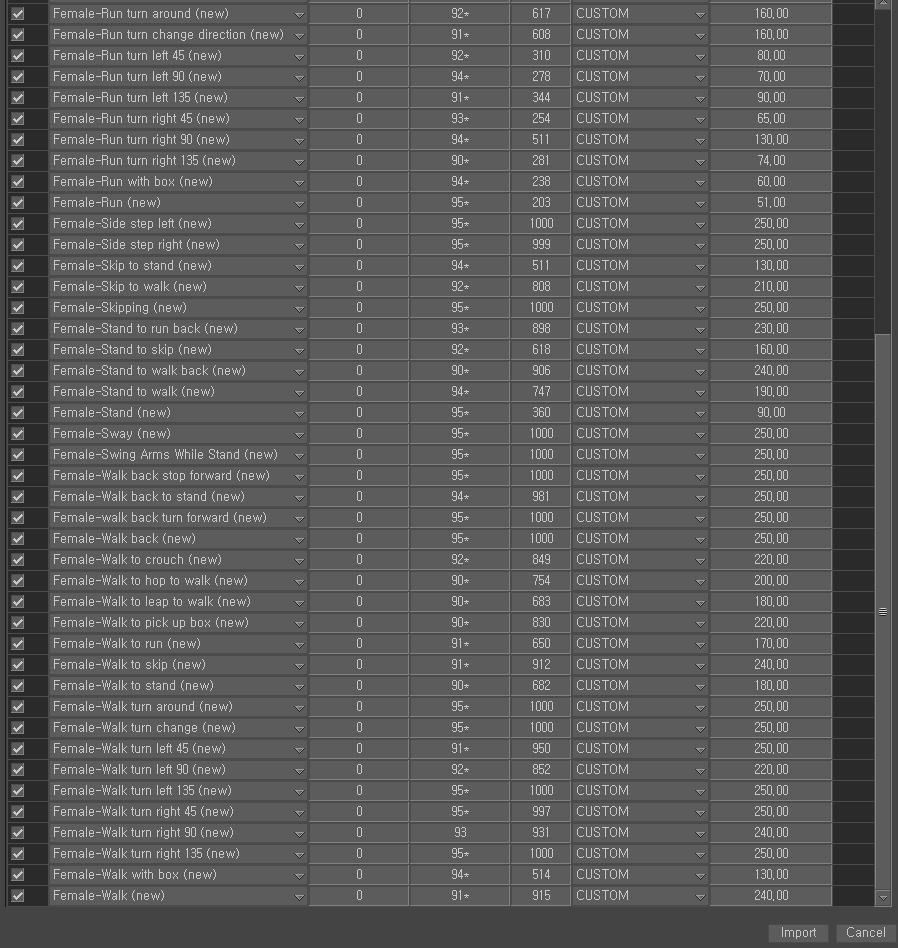 Female-Run turn around (new) 0 92* 617 CUSTOM 160,00
Female-Run turn change direction (new) 0 91* 608 CUSTOM 160,00
Female-Run turn left 45 (new) 0 92* 310 CUSTOM 80,00
Female-Run turn left 90 (new) 0 94* 278 CUSTOM 70,00
Female-Run turn left 135 (new) 0 91* 344 CUSTOM 90,00
Female-Run turn right 45 (new) 0 93* 254 CUSTOM 65,00
Female-Run turn right 90 (new) 0 94* 511 CUSTOM 130,00
Female-Run turn right 135 (new) 0 90* 281 CUSTOM 74,00
Female-Run with box (new) 0 94* 238 CUSTOM 60,00
Female-Run (new) 0 95* 203 CUSTOM 51,00
Female-Side step left (new) 0 95* 1000 CUSTOM 250,00
Female-Side step right (new) 0 95* 999 CUSTOM 250,00
Female-Skip to stand (new) 0 94* 511 CUSTOM 130,00
Female-Skip to walk (new) 0 92* 808 CUSTOM 210,00
Female-Skipping (new) 0 95* 1000 CUSTOM 250,00
Female-Stand to run back (new) 0 93* 898 CUSTOM 230,00
Female-Stand to skip (new) 0 92* 618 CUSTOM 160,00
Female-Stand to walk back (new) 0 90* 906 CUSTOM 240,00
Female-Stand to walk (new) 0 94* 747 CUSTOM 190,00
Female-Stand (new) 0 95* 360 CUSTOM 90,00
Female-Sway (new) 0 95* 1000 CUSTOM 250,00
Female-Swing Arms While Stand (new) 0 95* 1000 CUSTOM 250,00
Female-Walk back stop forward (new) 0 95* 1000 CUSTOM 250,00
Female-Walk back to stand (new) 0 94* 981 CUSTOM 250,00
Female-walk back turn forward (new) 0 95* 1000 CUSTOM 250,00
Female-Walk back (new) 0 95* 1000 CUSTOM 250,00
Female-Walk to crouch (new) 0 92* 849 CUSTOM 220,00
Female-Walk to hop to walk (new) 0 90* 754 CUSTOM 200,00
Female-Walk to leap to walk (new) 0 90* 683 CUSTOM 180,00
Female-Walk to pick up box (new) 0 90* 830 CUSTOM 220,00
Female-Walk to run (new) 0 91* 650 CUSTOM 170,00
Female-Walk to skip (new) 0 91* 912 CUSTOM 240,00
Female-Walk to stand (new) 0 90* 682 CUSTOM 180,00
Female-Walk turn around (new) 0 95* 1000 CUSTOM 250,00
Female-Walk turn change (new) 0 95* 1000 CUSTOM 250,00
Female-Walk turn left 45 (new) 0 91* 950 CUSTOM 250,00
Female-Walk turn left 90 (new) 0 92* 852 CUSTOM 220,00
Female-Walk turn left 135 (new) 0 95* 1000 CUSTOM 250,00
Female-Walk turn right 45 (new) 0 95* 997 CUSTOM 250,00
Female-Walk turn right 90 (new) 0 93 931 CUSTOM 240,00
Female-Walk turn right 135 (new) 0 95* 1000 CUSTOM 250,00
Female-Walk with box (new) 0 94* 514 CUSTOM 130,00
Female-Walk (new) 0 91* 915 CUSTOM 240,00
Import Cancel